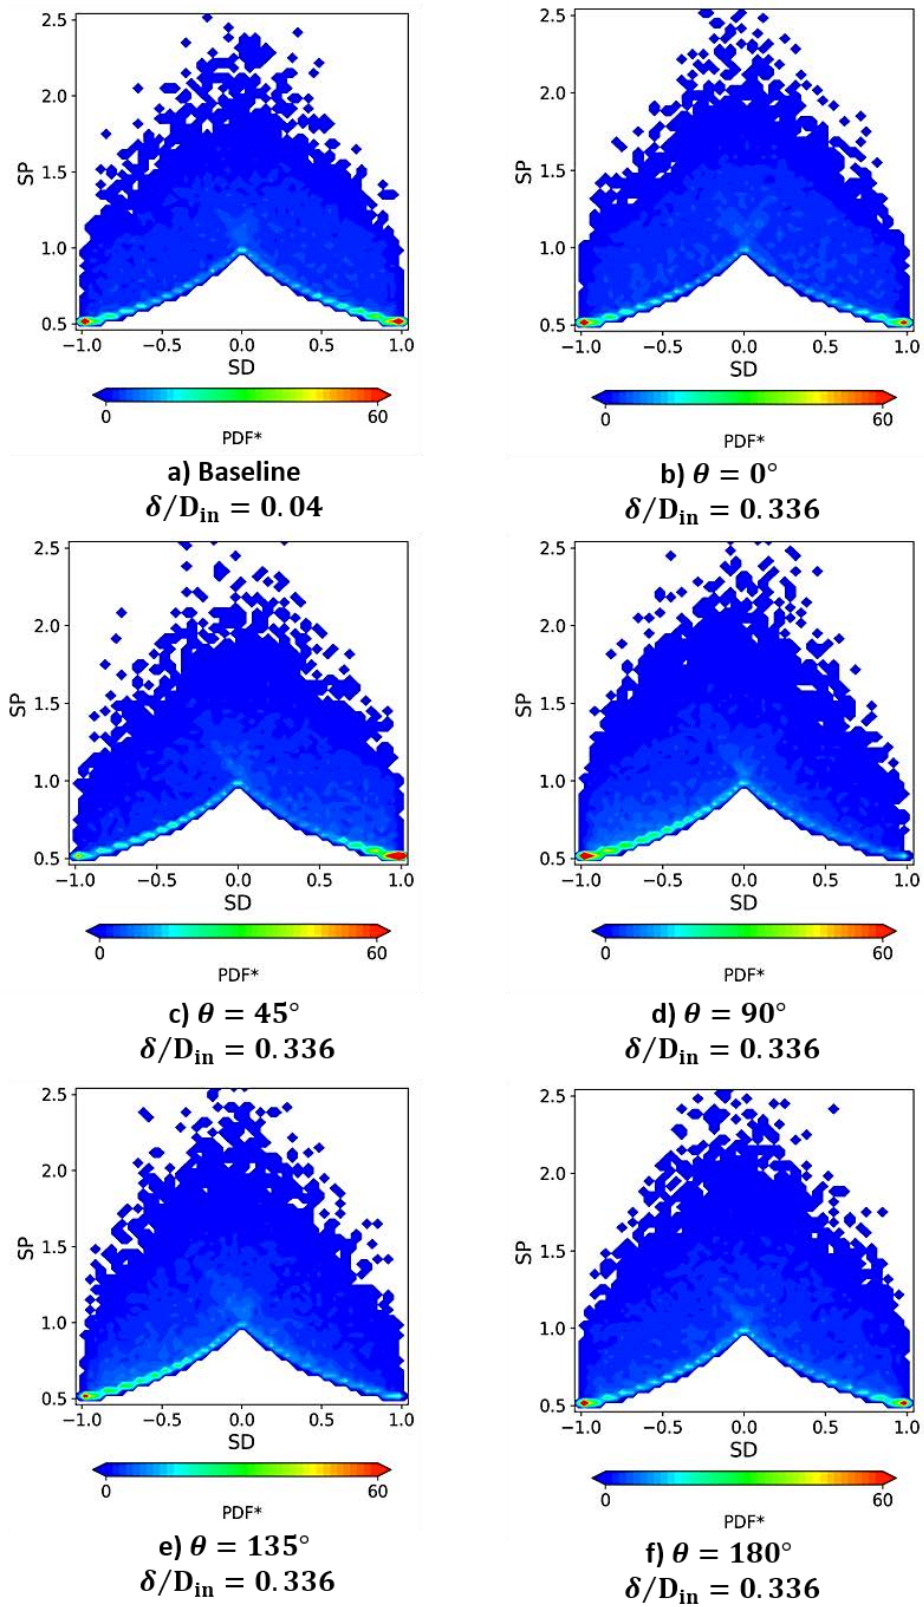 2.5
2.0
1.5
1.0
0.5
SP
−1.0 −0.5 0.0 0.5 1.0
SD
0 60
PDF*
a) Baseline
δ/D_in = 0.04
2.5
2.0
1.5
1.0
0.5
SP
−1.0 −0.5 0.0 0.5 1.0
SD
0 60
PDF*
b) θ = 0°
δ/D_in = 0.336
2.5
2.0
1.5
1.0
0.5
SP
−1.0 −0.5 0.0 0.5 1.0
SD
0 60
PDF*
c) θ = 45°
δ/D_in = 0.336
2.5
2.0
1.5
1.0
0.5
SP
−1.0 −0.5 0.0 0.5 1.0
SD
0 60
PDF*
d) θ = 90°
δ/D_in = 0.336
2.5
2.0
1.5
1.0
0.5
SP
−1.0 −0.5 0.0 0.5 1.0
SD
0 60
PDF*
e) θ = 135°
δ/D_in = 0.336
2.5
2.0
1.5
1.0
0.5
SP
−1.0 −0.5 0.0 0.5 1.0
SD
0 60
PDF*
f) θ = 180°
δ/D_in = 0.336